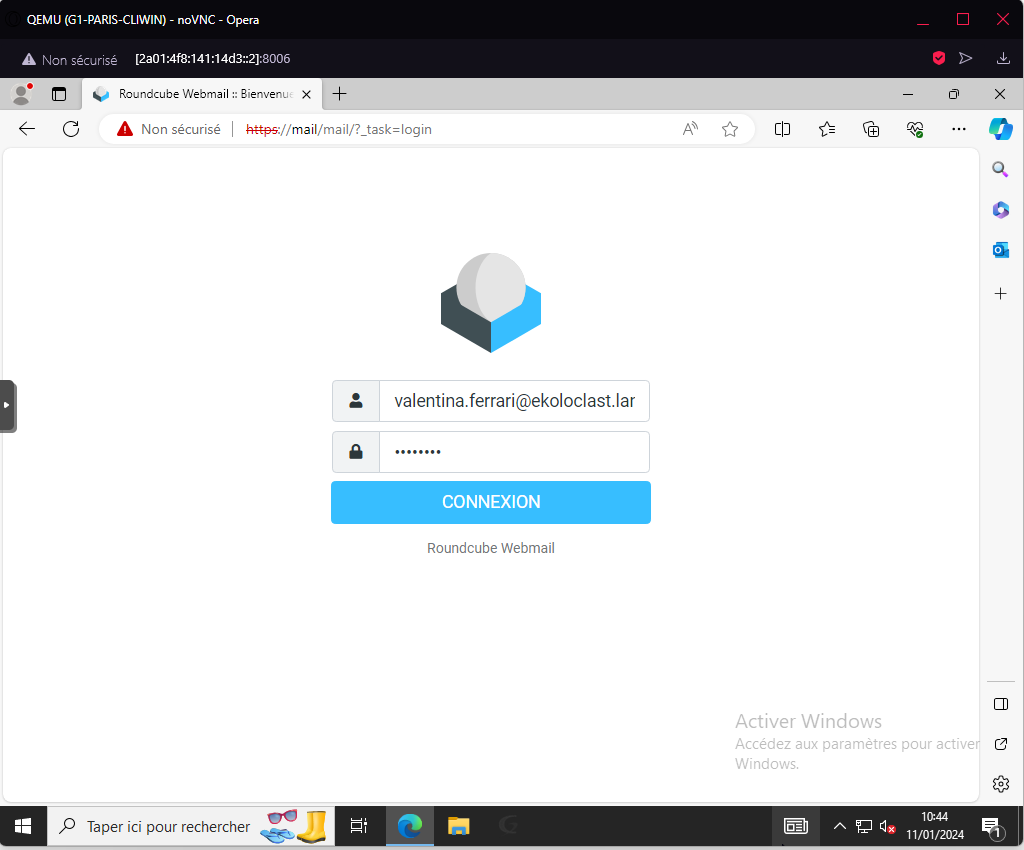 QEMU (G1-PARIS-CLIWIN) - noVNC - Opera
Non sécurisé [2a01:4f8:141:14d3::2]:8006
Roundcube Webmail :: Bienvenue
Non sécurisé https://mail/mail/?_task=login
valentina.ferrari@ekoloclast.lan
CONNEXION
Roundcube Webmail
Activer Windows
Accédez aux paramètres pour activer
Windows.
Taper ici pour rechercher
10:44
11/01/2024
1